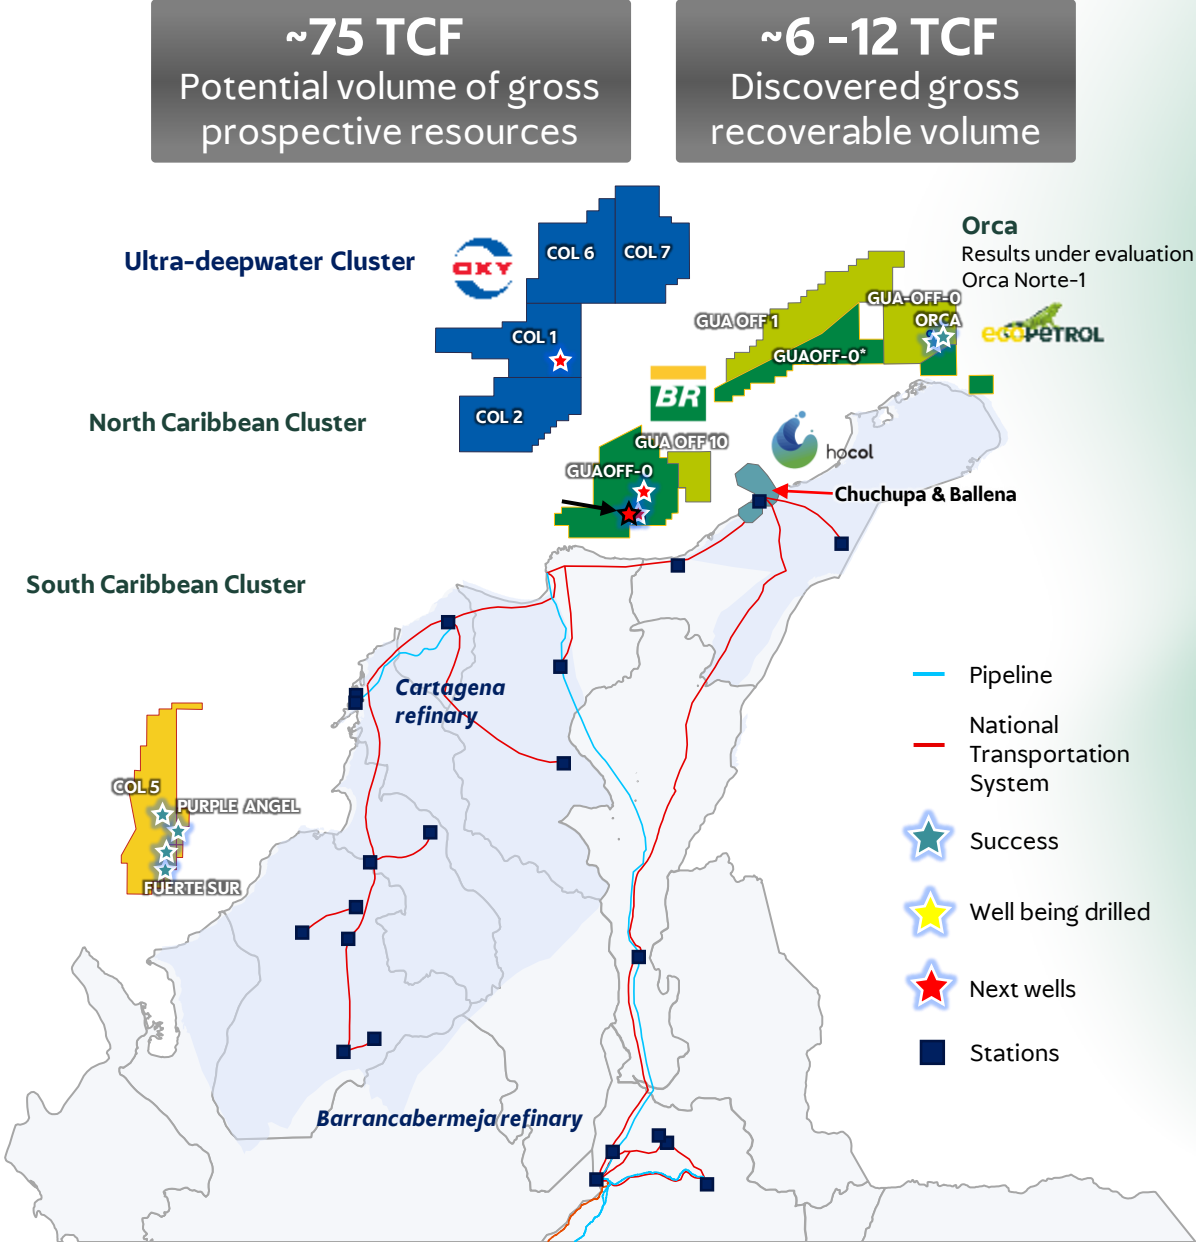 ~75 TCF
Potential volume of gross
prospective resources
~6 -12 TCF
Discovered gross
recoverable volume
Orca
Results under evaluation
Orca Norte-1
Ultra-deepwater Cluster
OXY
COL 6
COL 7
GUA-OFF-0
ORCA
ecoPETROL
GUA OFF 1
GUAOFF-0*
COL 1
BR
COL 2
North Caribbean Cluster
GUA OFF 10
hocol
GUAOFF-0
Chuchupa & Ballena
South Caribbean Cluster
Cartagena
refinary
Pipeline
National
Transportation
System
COL 5
PURPLE ANGEL
Success
FUERTE SUR
Well being drilled
Next wells
Stations
Barrancabermeja refinary